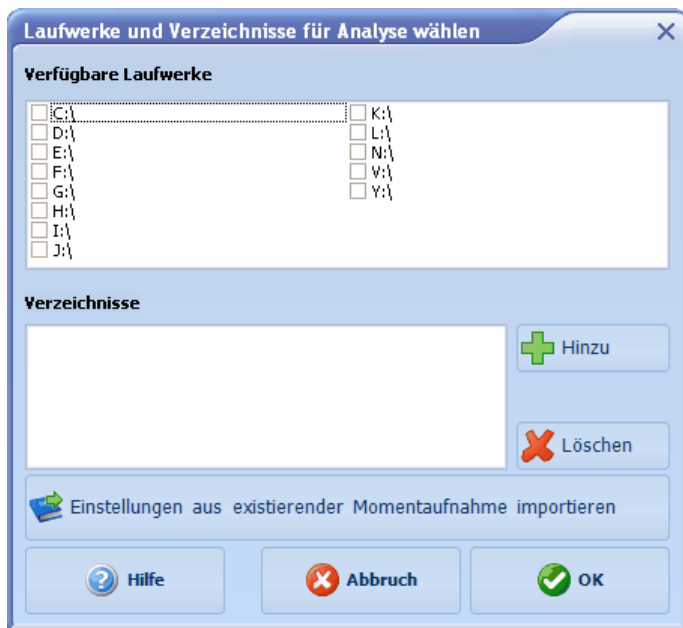 Laufwerke und Verzeichnisse für Analyse wählen
Verfügbare Laufwerke
C:\
D:\
E:\
F:\
G:\
H:\
I:\
J:\
K:\
L:\
N:\
V:\
Y:\
Verzeichnisse
Hinzu
Löschen
Einstellungen aus existierender Momentaufnahme importieren
Hilfe
Abbruch
OK